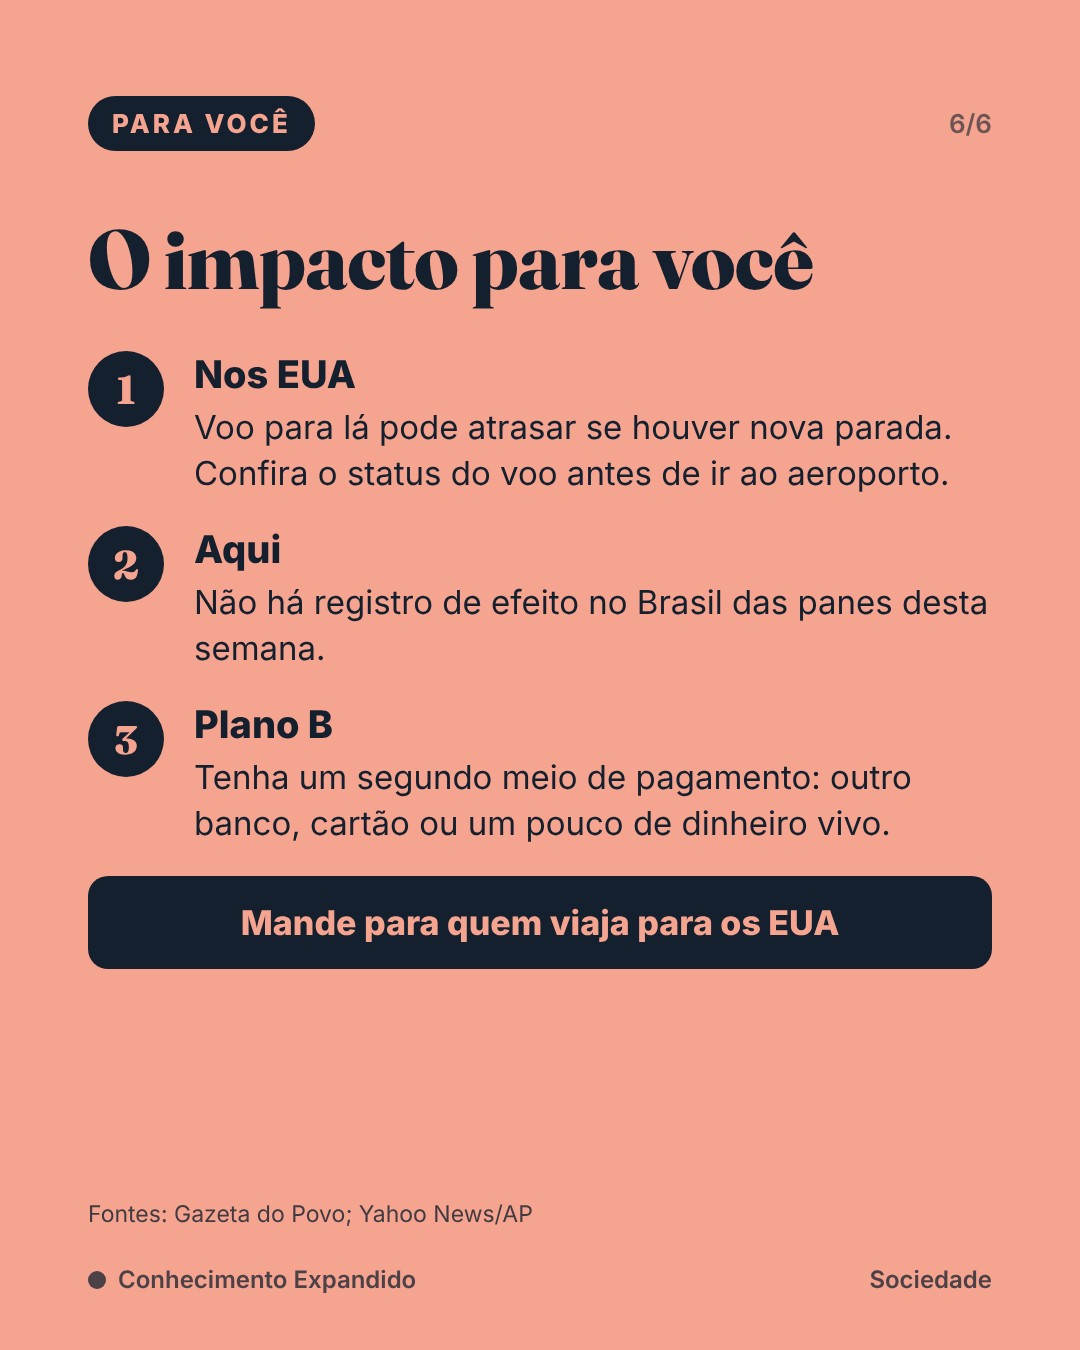 PARA VOCÊ
6/6
O impacto para você
1
Nos EUA
Voo para lá pode atrasar se houver nova parada.
Confira o status do voo antes de ir ao aeroporto.
2
Aqui
Não há registro de efeito no Brasil das panes desta
semana.
3
Plano B
Tenha um segundo meio de pagamento: outro
banco, cartão ou um pouco de dinheiro vivo.
Mande para quem viaja para os EUA
Fontes: Gazeta do Povo; Yahoo News/AP
Conhecimento Expandido
Sociedade